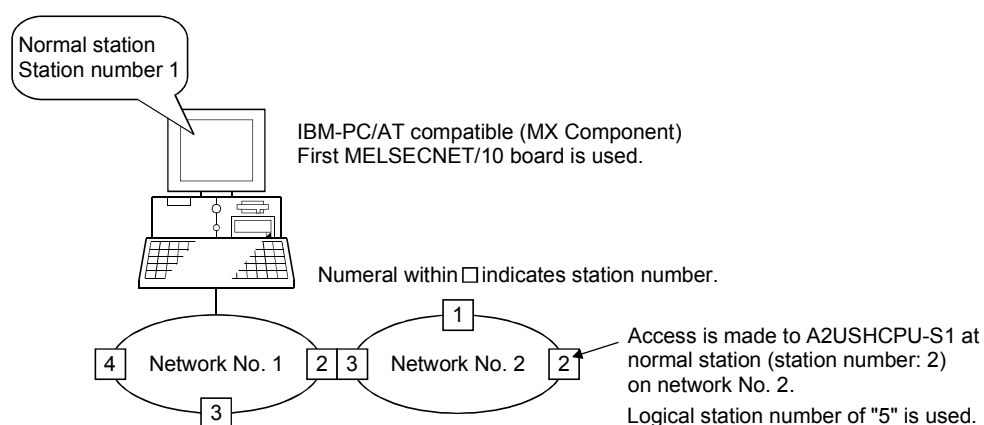 Normal station
Station number 1
IBM-PC/AT compatible (MX Component)
First MELSECNET/10 board is used.
Numeral within □ indicates station number.
1
4 Network No. 1 2 3 Network No. 2 2
3
Access is made to A2USHCPU-S1 at
normal station (station number: 2)
on network No. 2.
Logical station number of "5" is used.